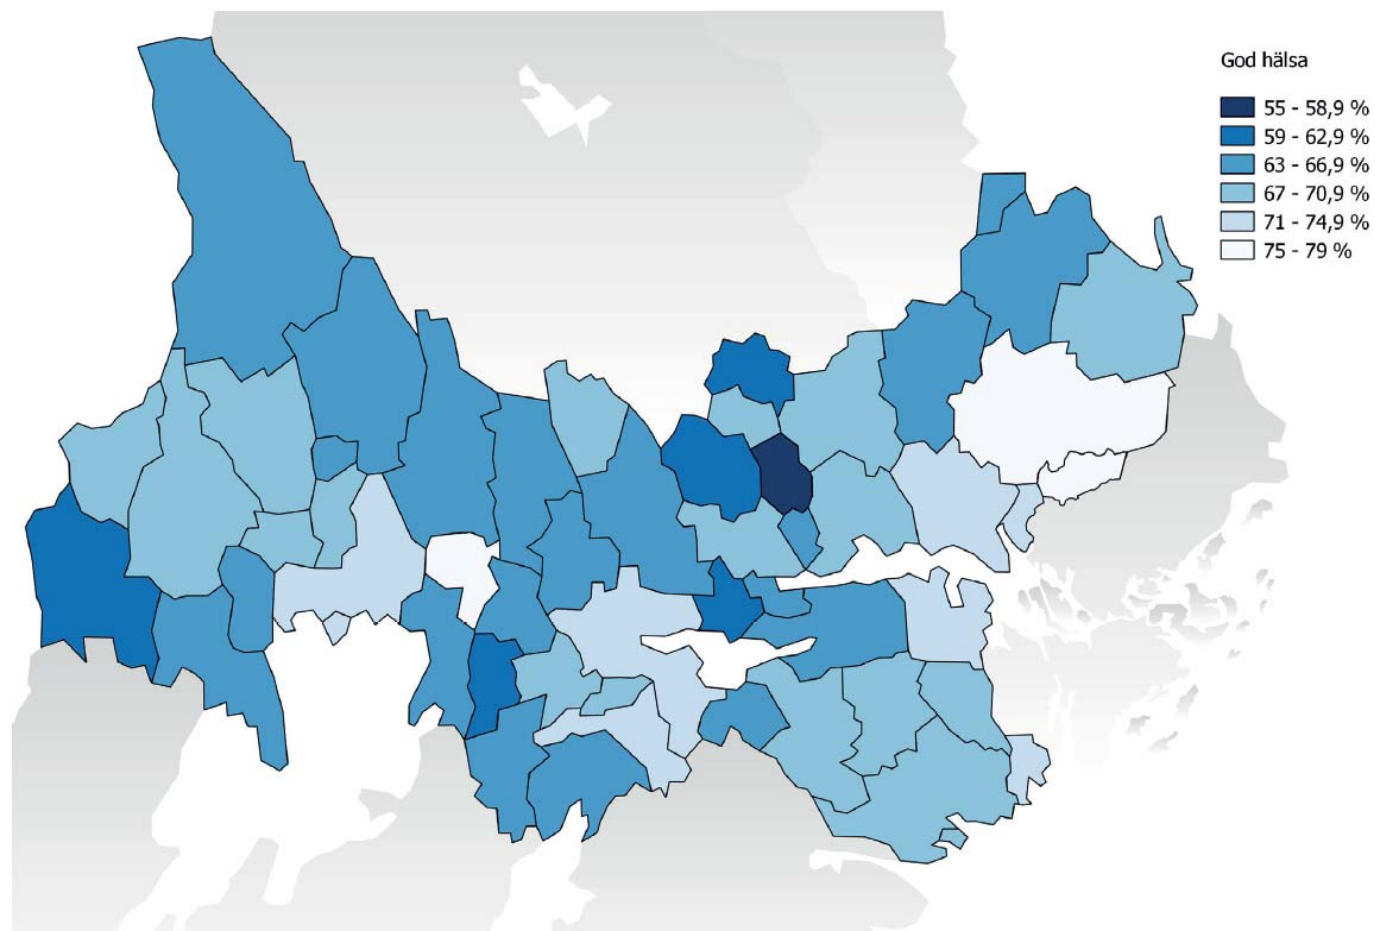 God hälsa
55 - 58,9 %
59 - 62,9 %
63 - 66,9 %
67 - 70,9 %
71 - 74,9 %
75 - 79 %